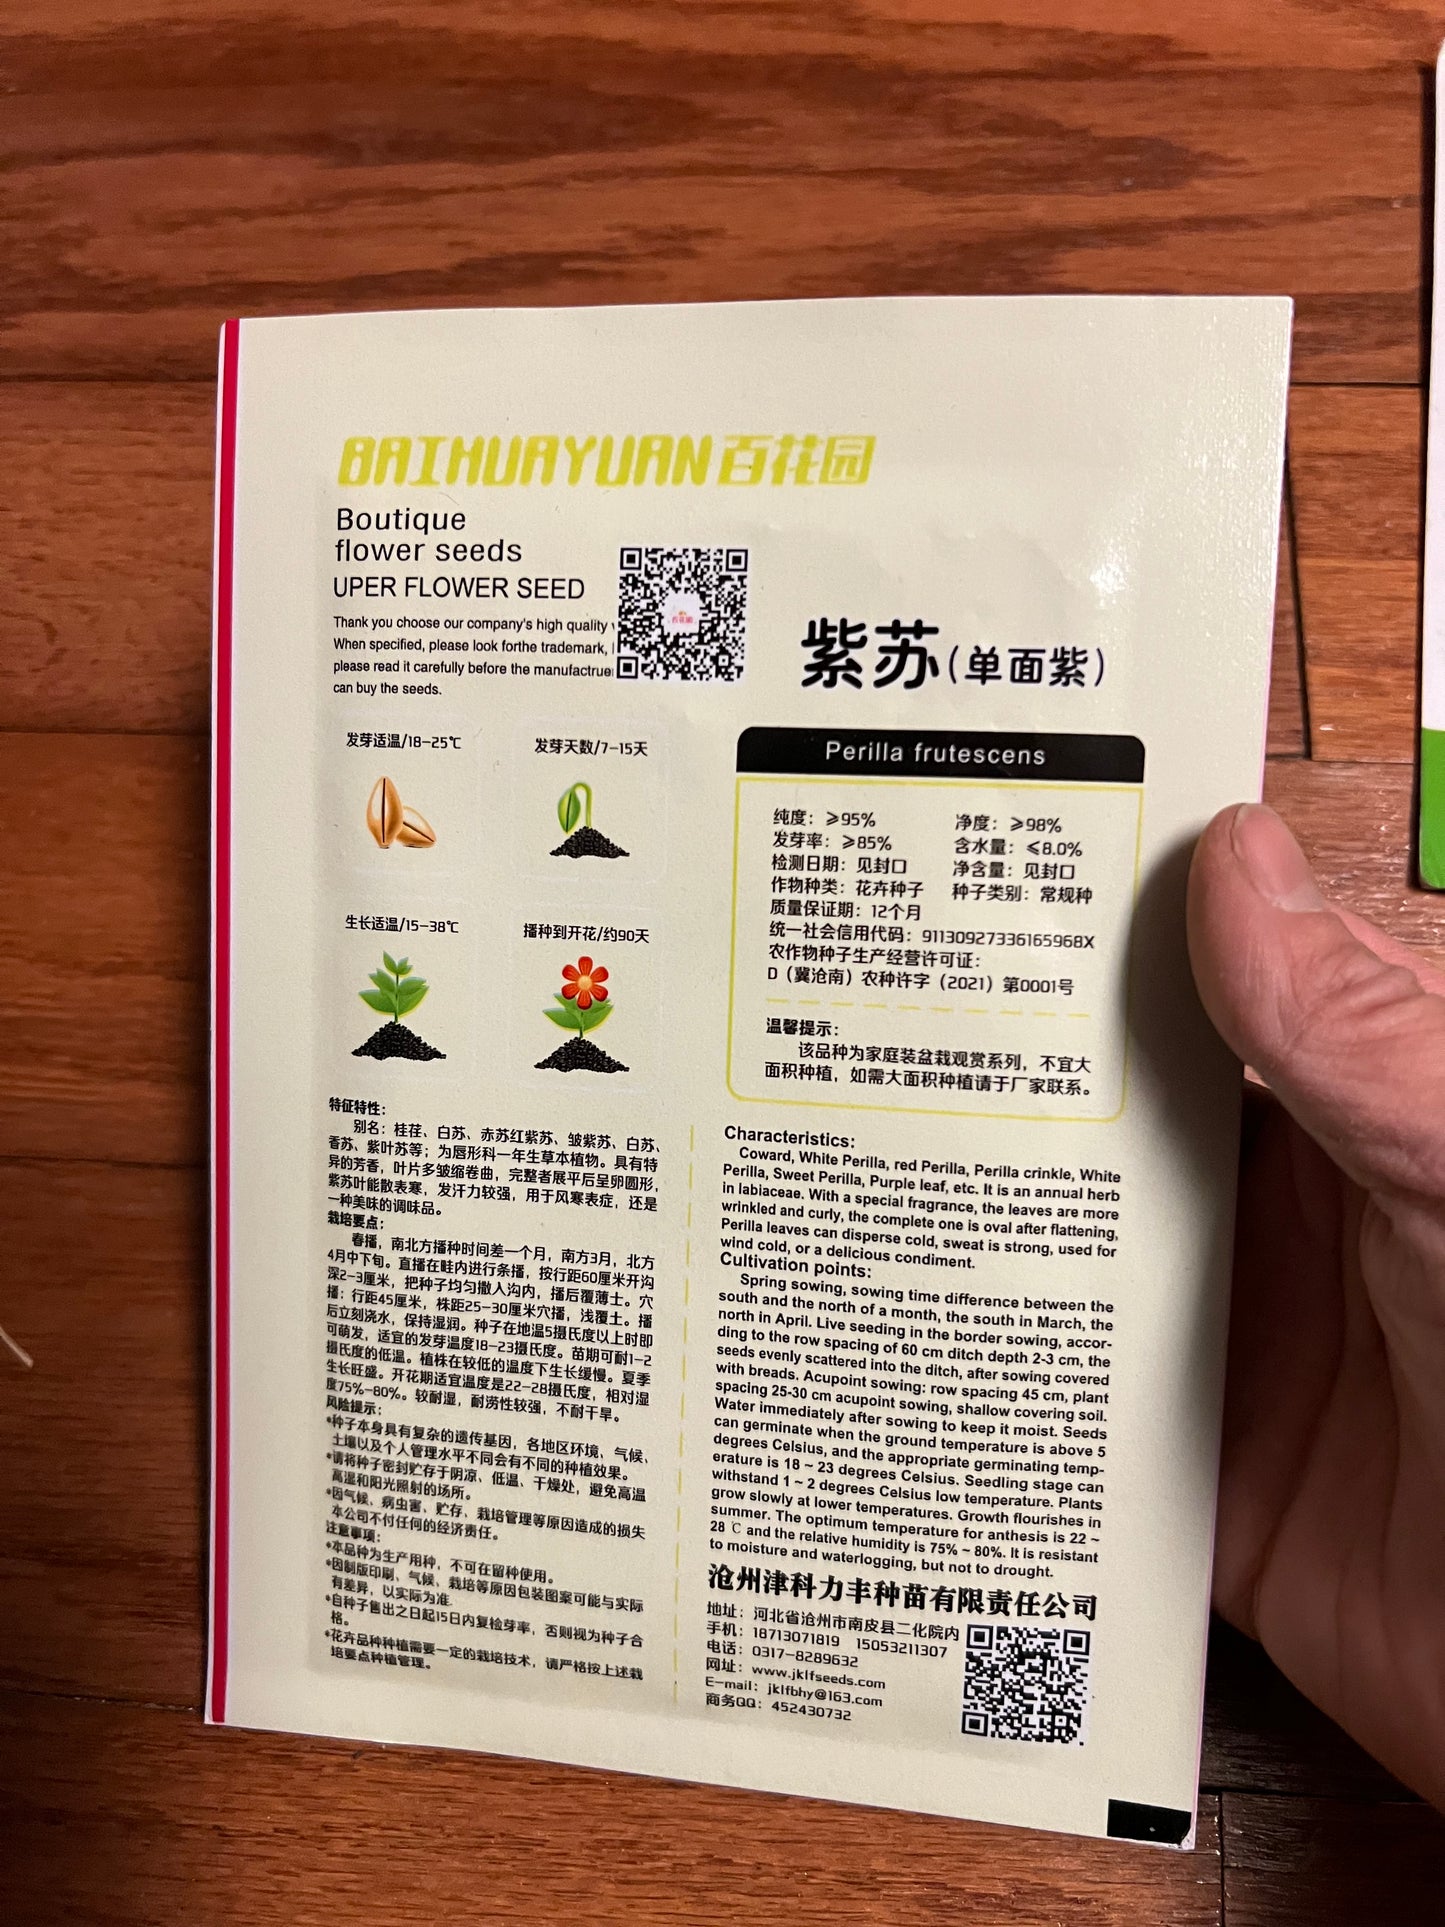 BAIHUAYUAN百花园
Boutique
flower seeds
UPER FLOWER SEED
Thank you choose our company's high quality
When specified, please look forthe trademark,
please read it carefully before the manufactrue
can buy the seeds.
紫苏(单面紫)
发芽适温/18-25℃
发芽天数/7-15天
生长适温/15-38℃
播种到开花/约90天
Perilla frutescens
纯度：≥95% 净度：≥98%
发芽率：≥85% 含水量：≤8.0%
检测日期：见封口 净含量：见封口
作物种类：花卉种子 种子类别：常规种
质量保证期：12个月
统一社会信用代码：91130927336165968X
农作物种子生产经营许可证：
D（冀沧南）农种许字（2021）第0001号
温馨提示：
该品种为家庭装盆栽观赏系列，不宜大
面积种植，如需大面积种植请于厂家联系。
特征特性：
别名：桂荏、白苏、赤苏红紫苏、皱紫苏、白苏、
香苏、紫叶苏等；为唇形科一年生草本植物。具有特
异的芳香，叶片多皱缩卷曲，完整者展平后呈卵圆形，
紫苏叶能散表寒，发汗力较强，用于风寒表症，还是
一种美味的调味品。
栽培要点：
春播，南北方播种时间差一个月，南方3月，北方
4月中下旬。直播在畦内进行条播，按行距60厘米开沟
深2-3厘米，把种子均匀撒入沟内，播后覆薄土。穴
播：行距45厘米，株距25-30厘米穴播，浅覆土。播
后立刻浇水，保持湿润。种子在地温5摄氏度以上时即
可萌发，适宜的发芽温度18-23摄氏度。苗期可耐1-2
摄氏度的低温。植株在较低的温度下生长缓慢。夏季
生长旺盛。开花期适宜温度是22-28摄氏度，相对湿
度75%-80%。较耐湿，耐涝性较强，不耐干旱。
风险提示：
*种子本身具有复杂的遗传基因，各地区环境、气候、
土壤以及个人管理水平不同会有不同的种植效果。
*请将种子密封贮存于阴凉、低温、干燥处，避免高温
高湿和阳光照射的场所。
*因气候、病虫害、贮存、栽培管理等原因造成的损失
本公司不付任何的经济责任。
注意事项：
*本品种为生产用种，不可在留种使用。
*因制版印刷、气候、栽培等原因包装图案可能与实际
有差异，以实际为准.
*自种子售出之日起15日内复检芽率，否则视为种子合
格。
*花卉品种种植需要一定的栽培技术，请严格按上述栽
培要点种植管理。
Characteristics:
Coward, White Perilla, red Perilla, Perilla crinkle, White
Perilla, Sweet Perilla, Purple leaf, etc. It is an annual herb
in labiaceae. With a special fragrance, the leaves are more
wrinkled and curly, the complete one is oval after flattening,
Perilla leaves can disperse cold, sweat is strong, used for
wind cold, or a delicious condiment.
Cultivation points:
Spring sowing, sowing time difference between the
south and the north of a month, the south in March, the
north in April. Live seeding in the border sowing, accor-
ding to the row spacing of 60 cm ditch depth 2-3 cm, the
seeds evenly scattered into the ditch, after sowing covered
with breads. Acupoint sowing: row spacing 45 cm, plant
spacing 25-30 cm acupoint sowing, shallow covering soil.
Water immediately after sowing to keep it moist. Seeds
can germinate when the ground temperature is above 5
degrees Celsius, and the appropriate germinating temp-
erature is 18 ~ 23 degrees Celsius. Seedling stage can
withstand 1 ~ 2 degrees Celsius low temperature. Plants
grow slowly at lower temperatures. Growth flourishes in
summer. The optimum temperature for anthesis is 22 ~
28 ℃ and the relative humidity is 75% ~ 80%. It is resistant
to moisture and waterlogging, but not to drought.
沧州津科力丰种苗有限责任公司
地址：河北省沧州市南皮县二化院内
手机：18713071819 15053211307
电话：0317-8289632
网址：www.jklfseeds.com
E-mail：jklfbhy@163.com
商务QQ：452430732